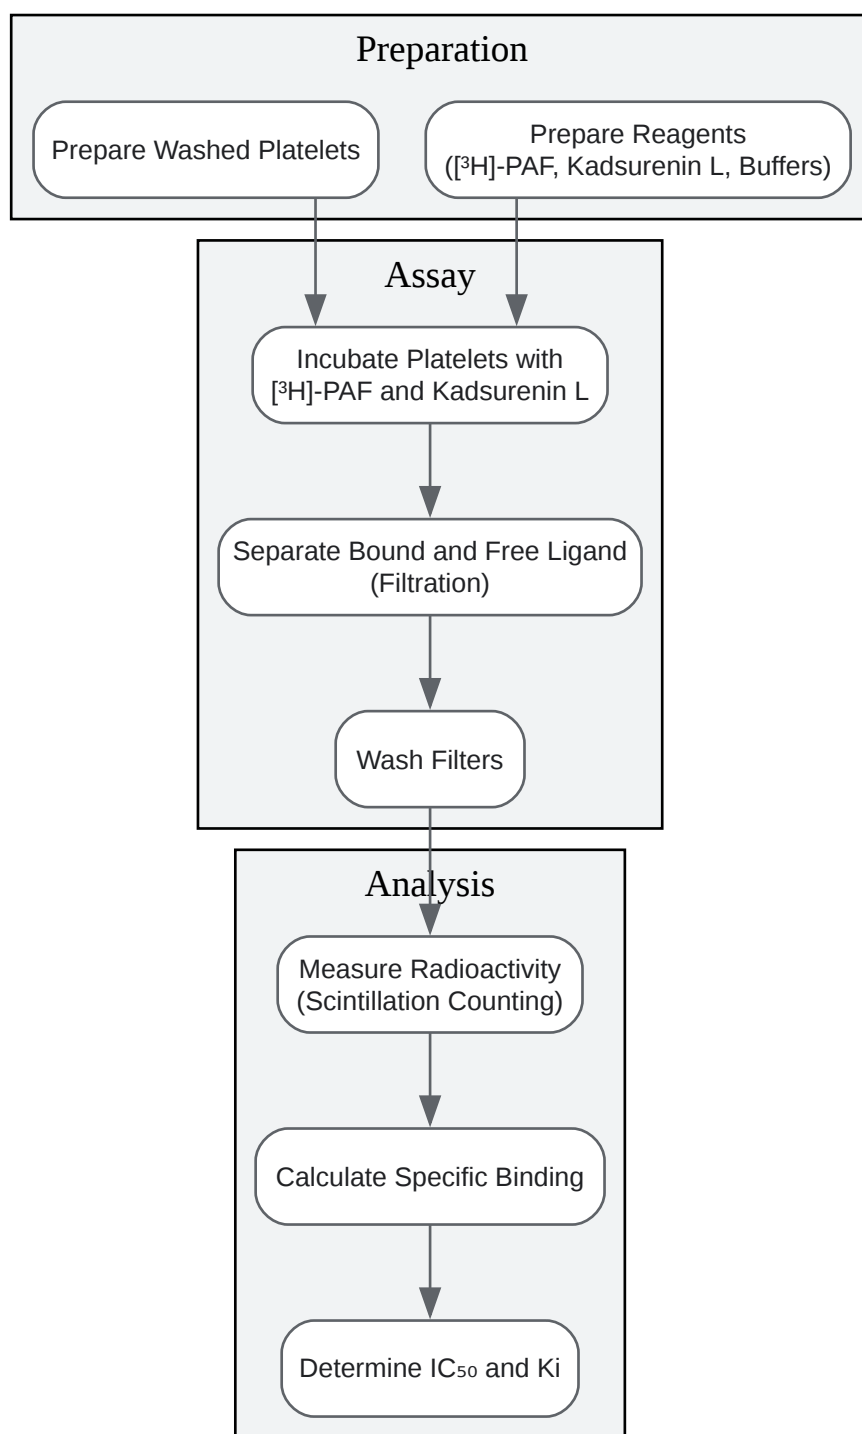 Preparation
Prepare Washed Platelets
Prepare Reagents
([³H]-PAF, Kadsurenin L, Buffers)
Assay
Incubate Platelets with
[³H]-PAF and Kadsurenin L
Separate Bound and Free Ligand
(Filtration)
Wash Filters
Analysis
Measure Radioactivity
(Scintillation Counting)
Calculate Specific Binding
Determine IC₅₀ and Ki